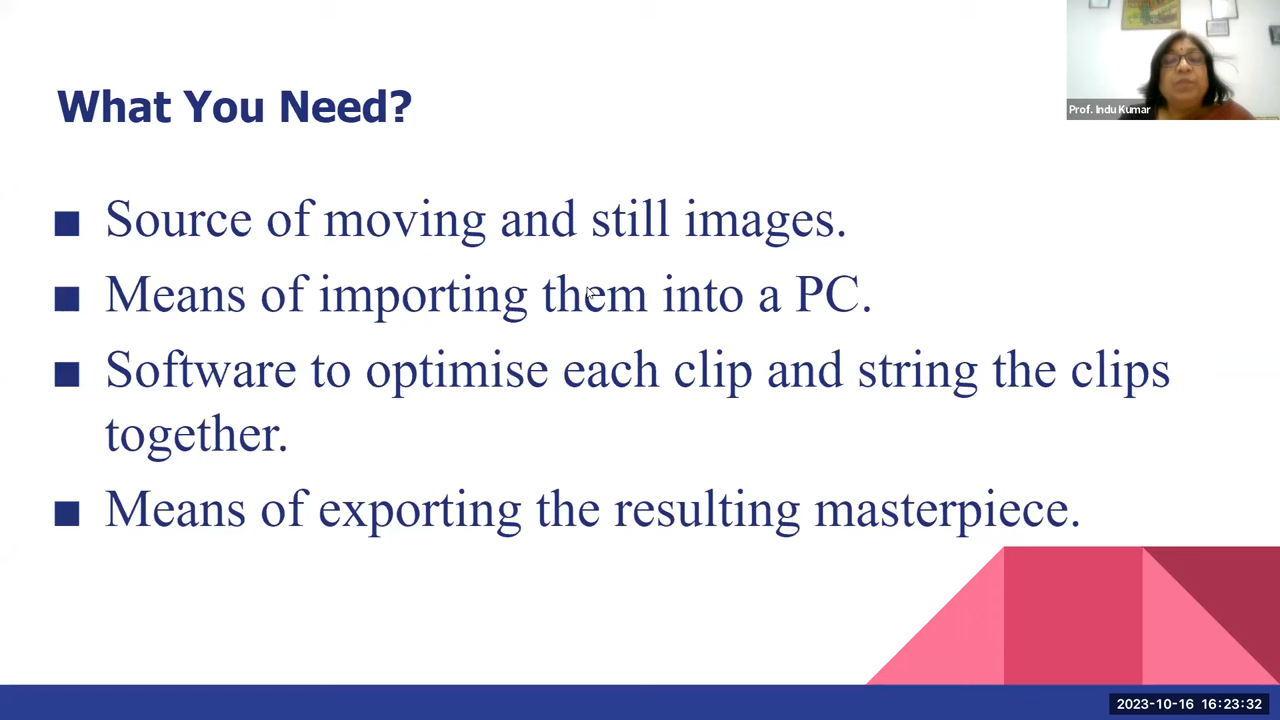 Prof. Indu Kumar
What You Need?
■ Source of moving and still images.
■ Means of importing them into a PC.
■ Software to optimise each clip and string the clips
together.
■ Means of exporting the resulting masterpiece.
2023-10-16 16:23:32